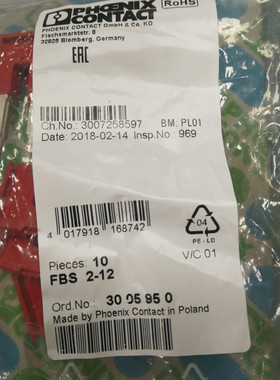 PHOENIX
CONTACT
RoHS
PHOENIX CONTACT GmbH & Co. KG
Flachsmarktstr. 8
32825 Blomberg, Germany
EAC
Ch.No.: 3007258597 BM. PL01
Date: 2018-02-14 Insp.No.: 969
4 017918 168742
04
PE-LD
Pieces: 10
V/C 01
FBS 2-12
Ord.No.: 30 05 95 0
Made by Phoenix Contact in Poland